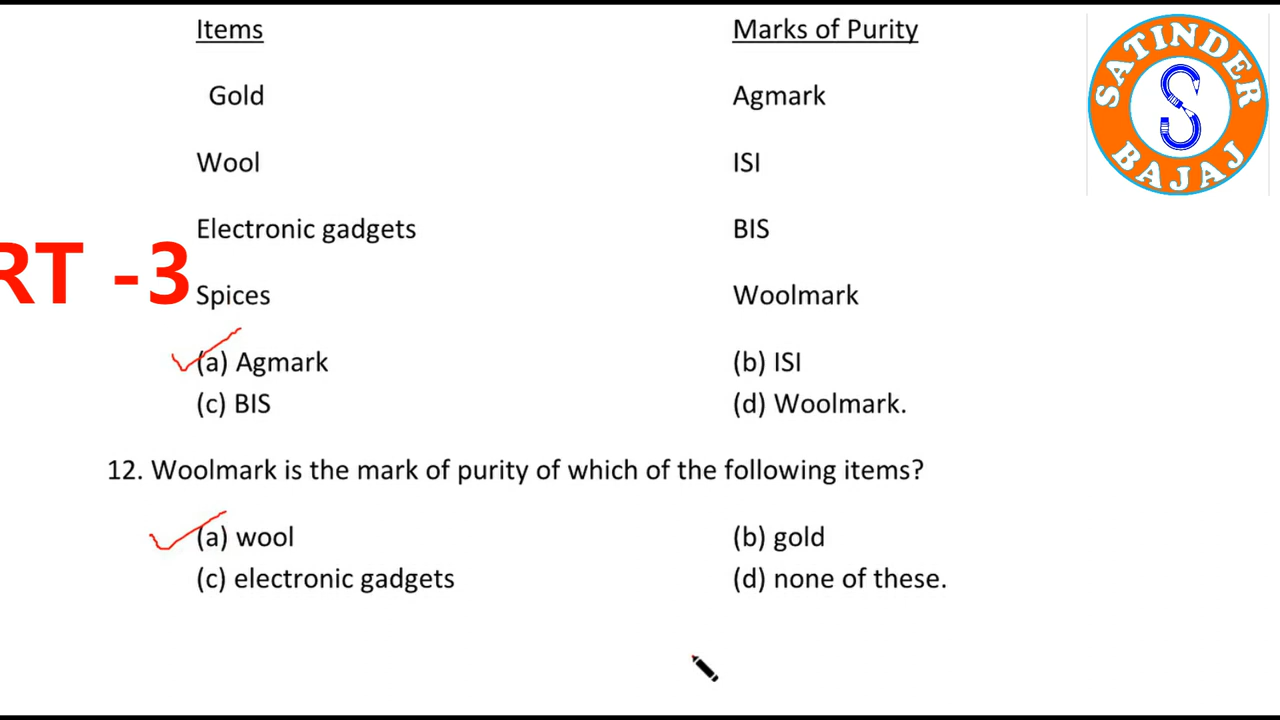 Items Marks of Purity
Gold Agmark
Wool ISI
Electronic gadgets BIS
RT -3
Spices Woolmark
(a) Agmark (b) ISI
(c) BIS (d) Woolmark.
12. Woolmark is the mark of purity of which of the following items?
(a) wool (b) gold
(c) electronic gadgets (d) none of these.
SATINDER
S
BAJAJ